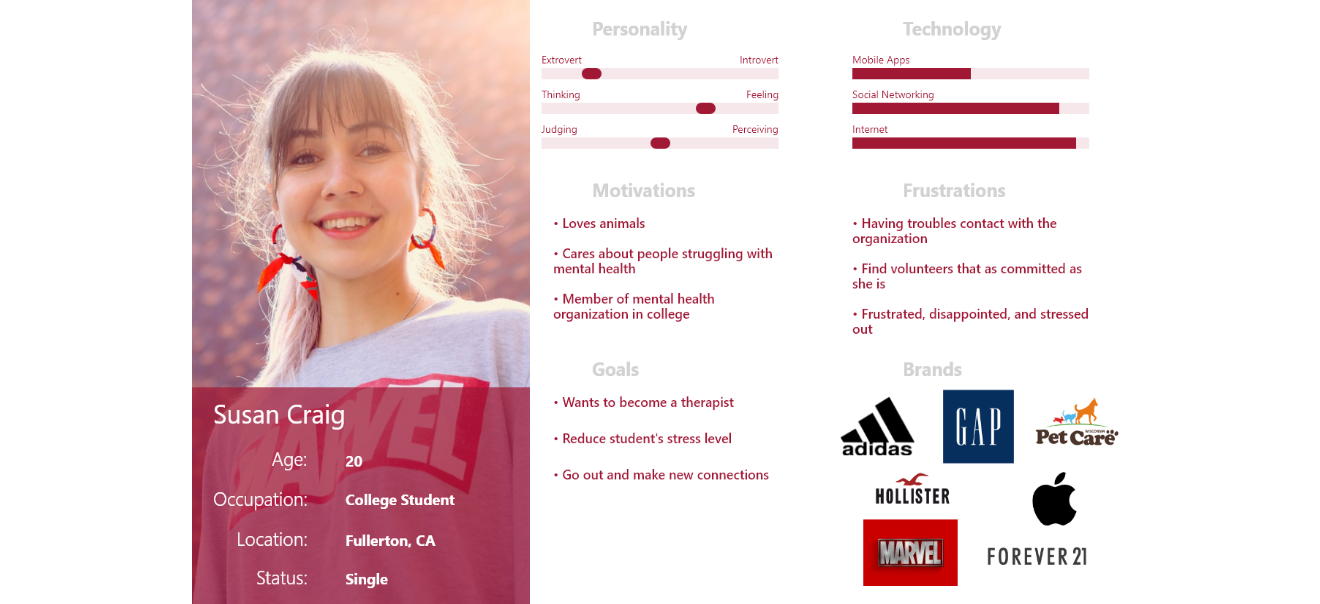 Susan Craig
Age: 20
Occupation: College Student
Location: Fullerton, CA
Status: Single
MARVEL
Personality
Extrovert Introvert
Thinking Feeling
Judging Perceiving
Technology
Mobile Apps
Social Networking
Internet
Motivations
• Loves animals
• Cares about people struggling with
mental health
• Member of mental health
organization in college
Frustrations
• Having troubles contact with the
organization
• Find volunteers that as committed as
she is
• Frustrated, disappointed, and stressed
out
Goals
• Wants to become a therapist
• Reduce student's stress level
• Go out and make new connections
Brands
adidas
GAP
WISCONSIN
PetCare
HOLLISTER
MARVEL
FOREVER 21